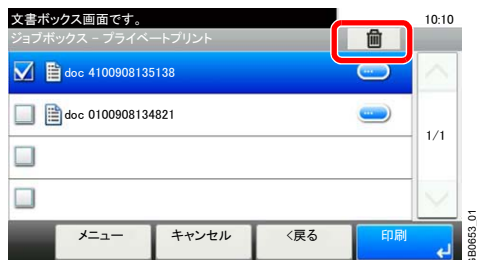 文書ボックス画面です。
10:10
ジョブボックス - プライベートプリント
doc 4100908135138
doc 0100908134821
1/1
メニュー
キャンセル
<戻る
印刷
GB0653_01